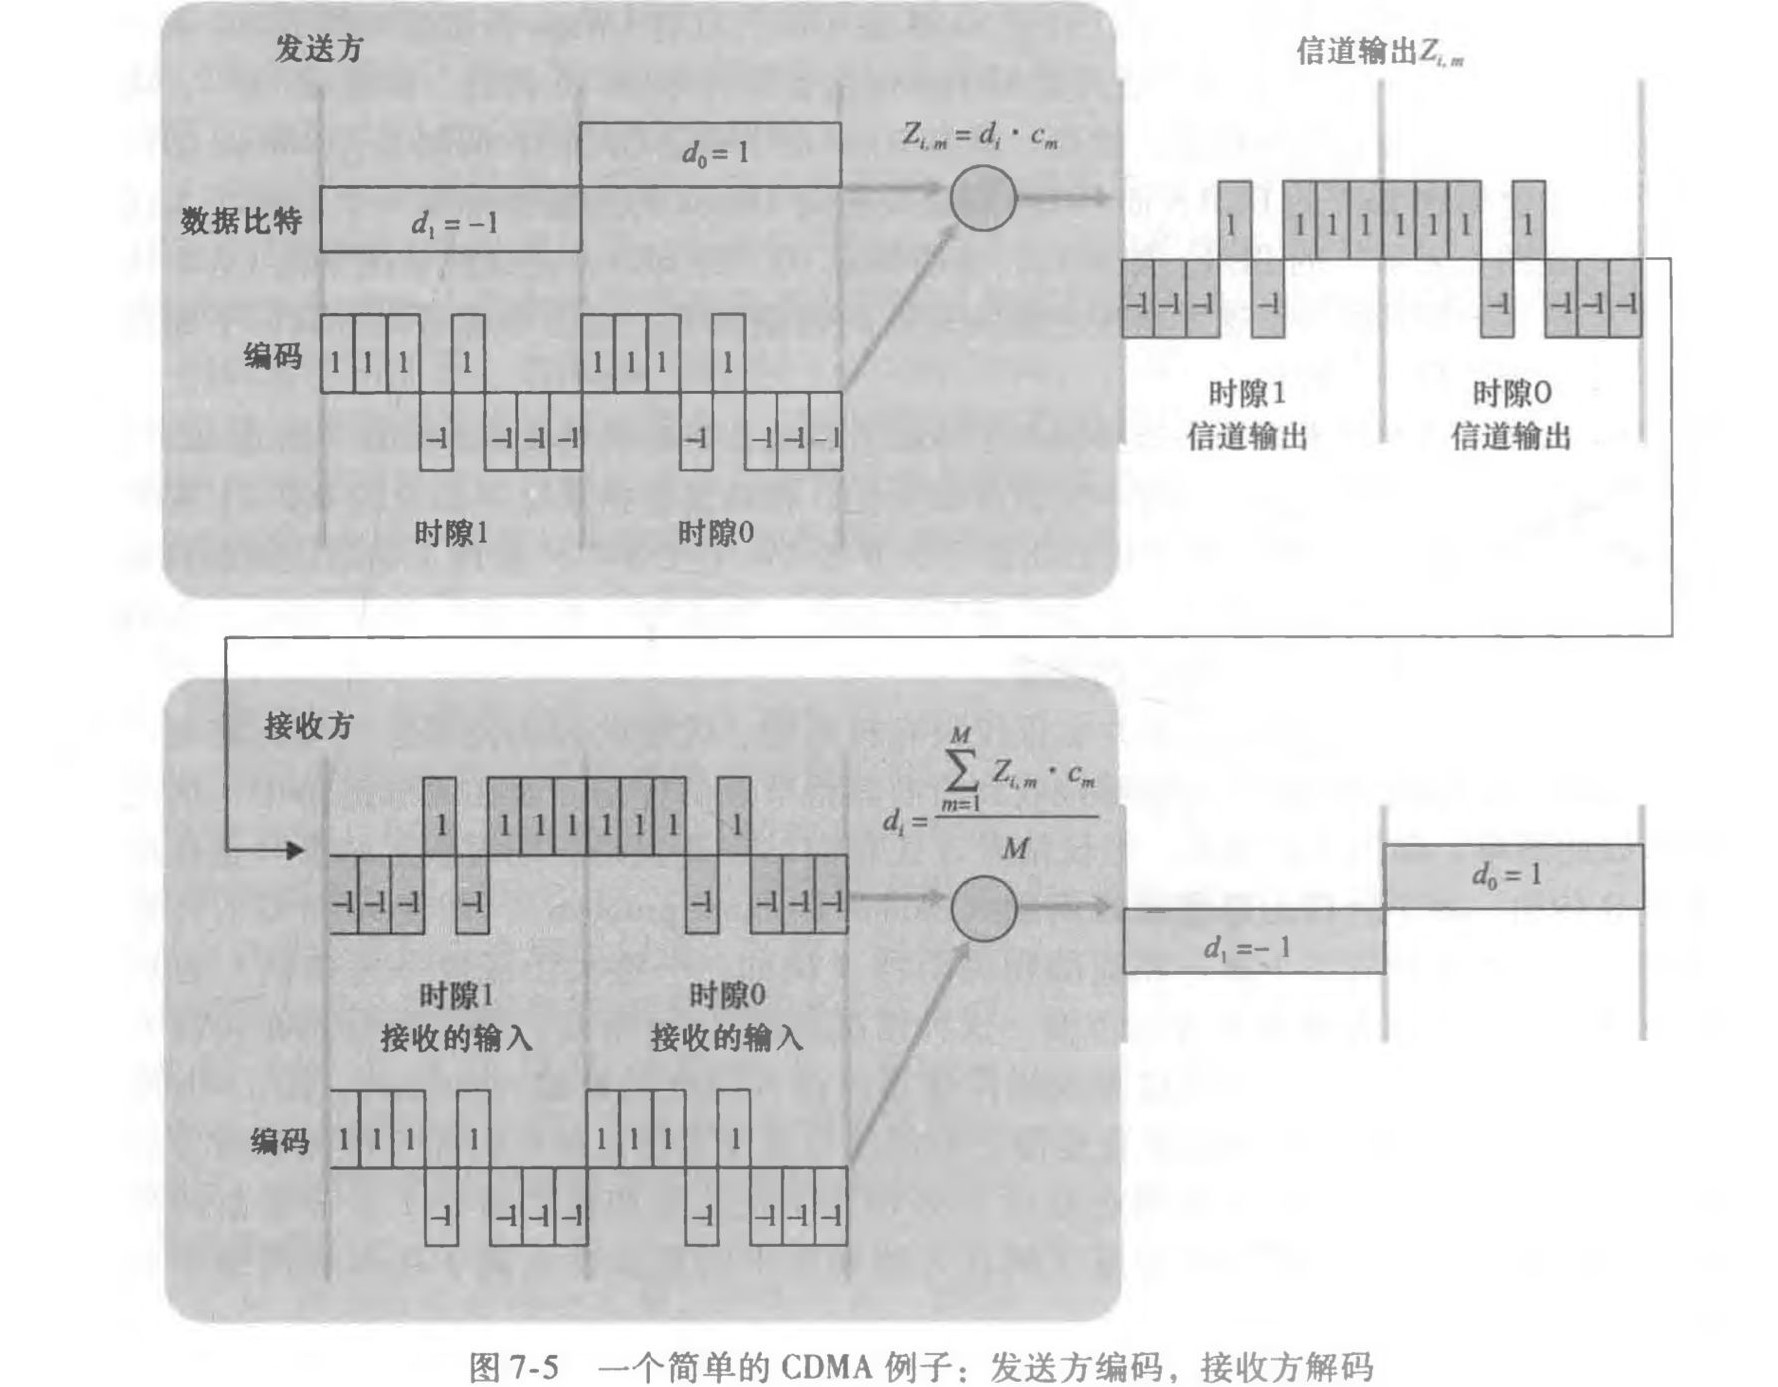 发送方
信道输出Z_{i,m}
Z_{i,m} = d_i · c_m
d_0 = 1
数据比特
d_1 = -1
1 1 1 1 1 1 1 1 1
-1 -1 -1 -1 -1 -1 -1 -1
编码
1 1 1 1 1 1 1 1
-1 -1 -1 -1 -1 -1 -1 -1
时隙1 时隙0
信道输出 信道输出
时隙1 时隙0
接收方
d_i = \frac{\sum_{m=1}^{M} Z_{i,m} · c_m}{M}
1 1 1 1 1 1 1 1
-1 -1 -1 -1 -1 -1 -1 -1
d_0 = 1
d_1 = -1
时隙1 时隙0
接收的输入 接收的输入
编码
1 1 1 1 1 1 1 1
-1 -1 -1 -1 -1 -1 -1 -1
图 7-5 一个简单的 CDMA 例子：发送方编码，接收方解码